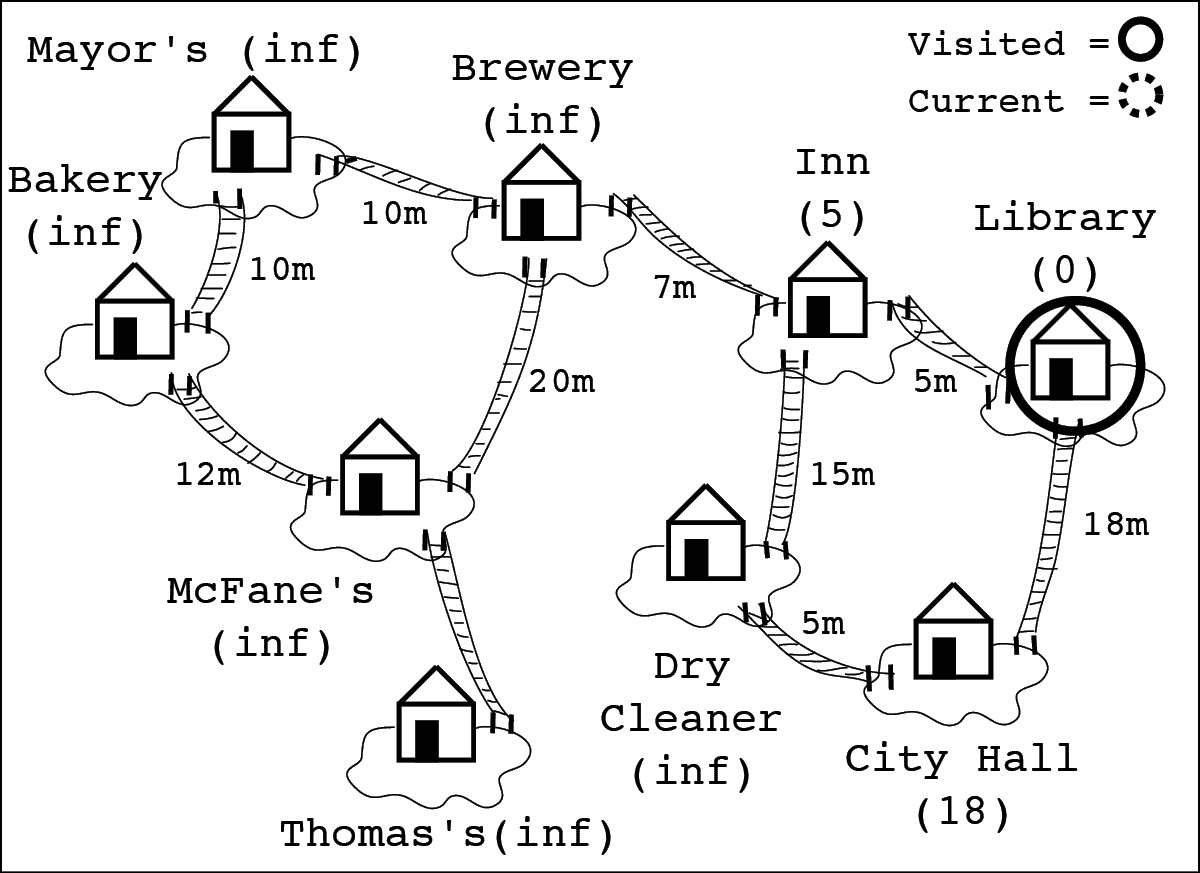 Mayor's (inf)
Brewery
(inf)
Visited =
Current =
Bakery
(inf)
Inn
(5)
Library
(0)
10m
10m
7m
20m
5m
12m
15m
18m
McFane's
(inf)
5m
Dry
Cleaner
(inf)
City Hall
(18)
Thomas's(inf)